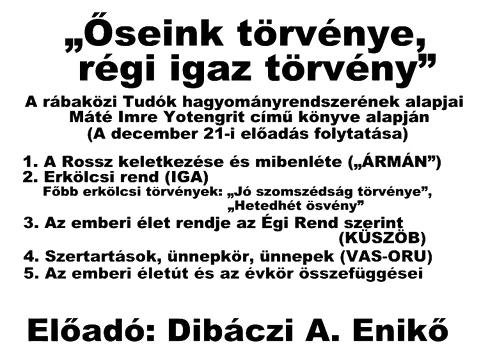 „Őseink törvénye,
régi igaz törvény”
A rábaközi Tudók hagyományrendszerének alapjai
Máté Imre Yotengrit című könyve alapján
(A december 21-i előadás folytatása)
1. A Rossz keletkezése és mibenléte („ÁRMÁN”)
2. Erkölcsi rend (IGA)
Főbb erkölcsi törvények: „Jó szomszédság törvénye”,
„Hetedhét ösvény”
3. Az emberi élet rendje az Égi Rend szerint
(KÜSZÖB)
4. Szertartások, ünnepkör, ünnepek (VAS-ORU)
5. Az emberi életút és az évkör összefüggései
Előadó: Dibáczi A. Enikő